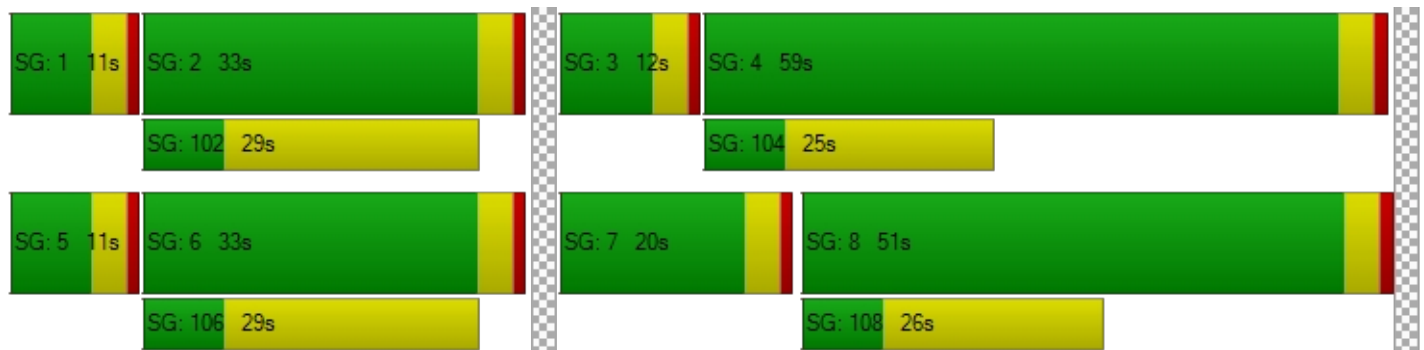 SG: 1 11s SG: 2 33s SG: 3 12s SG: 4 59s
SG: 102 29s SG: 104 25s
SG: 5 11s SG: 6 33s SG: 7 20s SG: 8 51s
SG: 106 29s SG: 108 26s